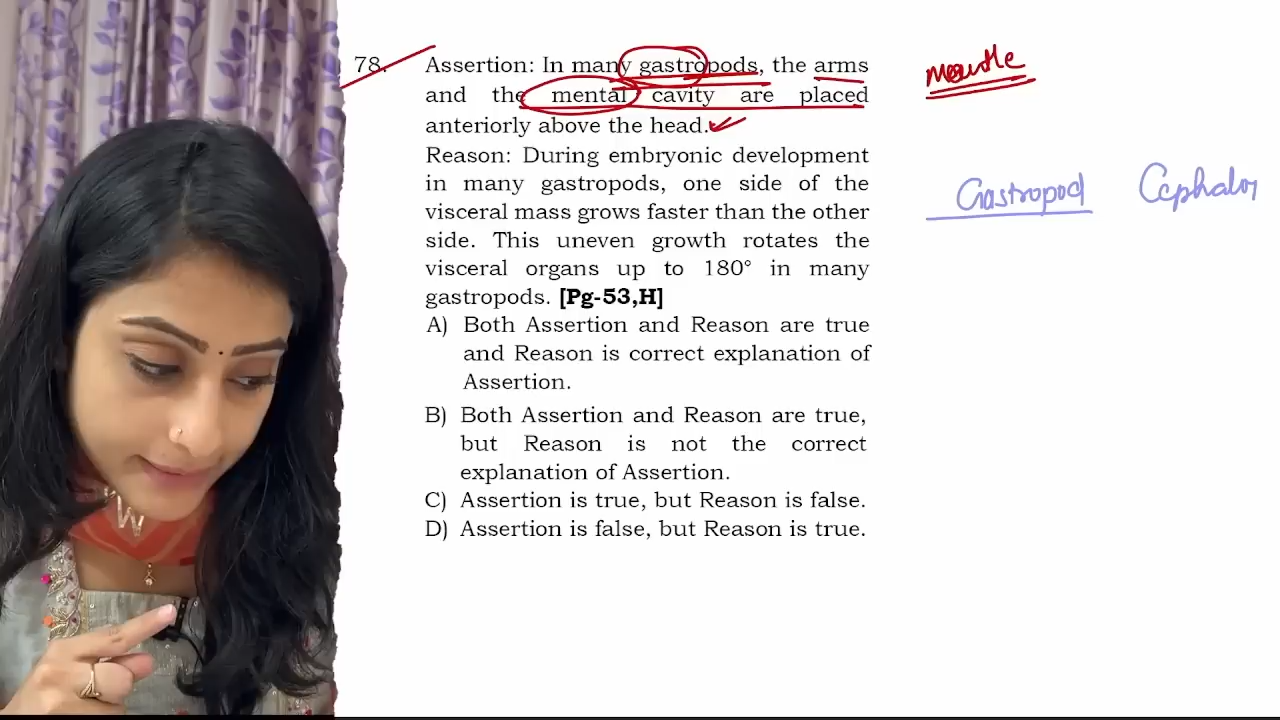 78. Assertion: In many gastropods, the arms
and the mental cavity are placed
anteriorly above the head.
Reason: During embryonic development
in many gastropods, one side of the
visceral mass grows faster than the other
side. This uneven growth rotates the
visceral organs up to 180° in many
gastropods. [Pg-53,H]
A) Both Assertion and Reason are true
and Reason is correct explanation of
Assertion.
B) Both Assertion and Reason are true,
but Reason is not the correct
explanation of Assertion.
C) Assertion is true, but Reason is false.
D) Assertion is false, but Reason is true.
Gastropod Cephalo
W